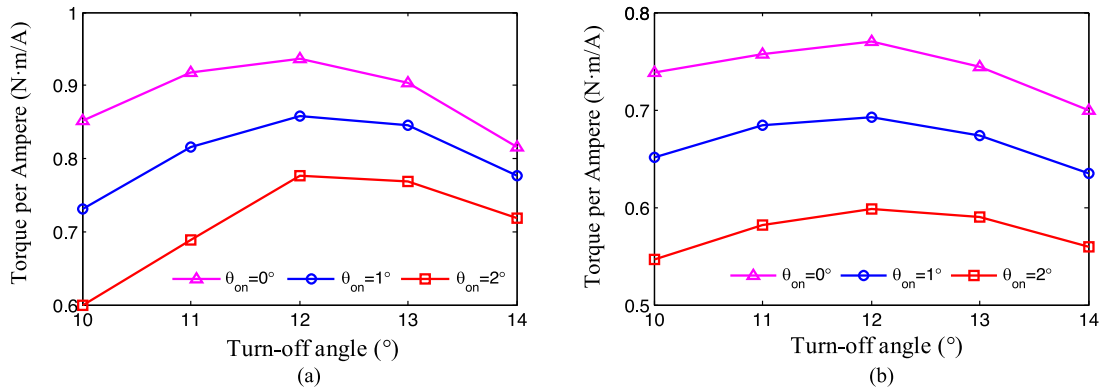 Torque per Ampere (N·m/A)
1
0.9
0.8
0.7
0.6
10 11 12 13 14
θon=0° θon=1° θon=2°
Turn-off angle (°)
(a)
Torque per Ampere (N·m/A)
0.8
0.7
0.6
0.5
10 11 12 13 14
θon=0° θon=1° θon=2°
Turn-off angle (°)
(b)